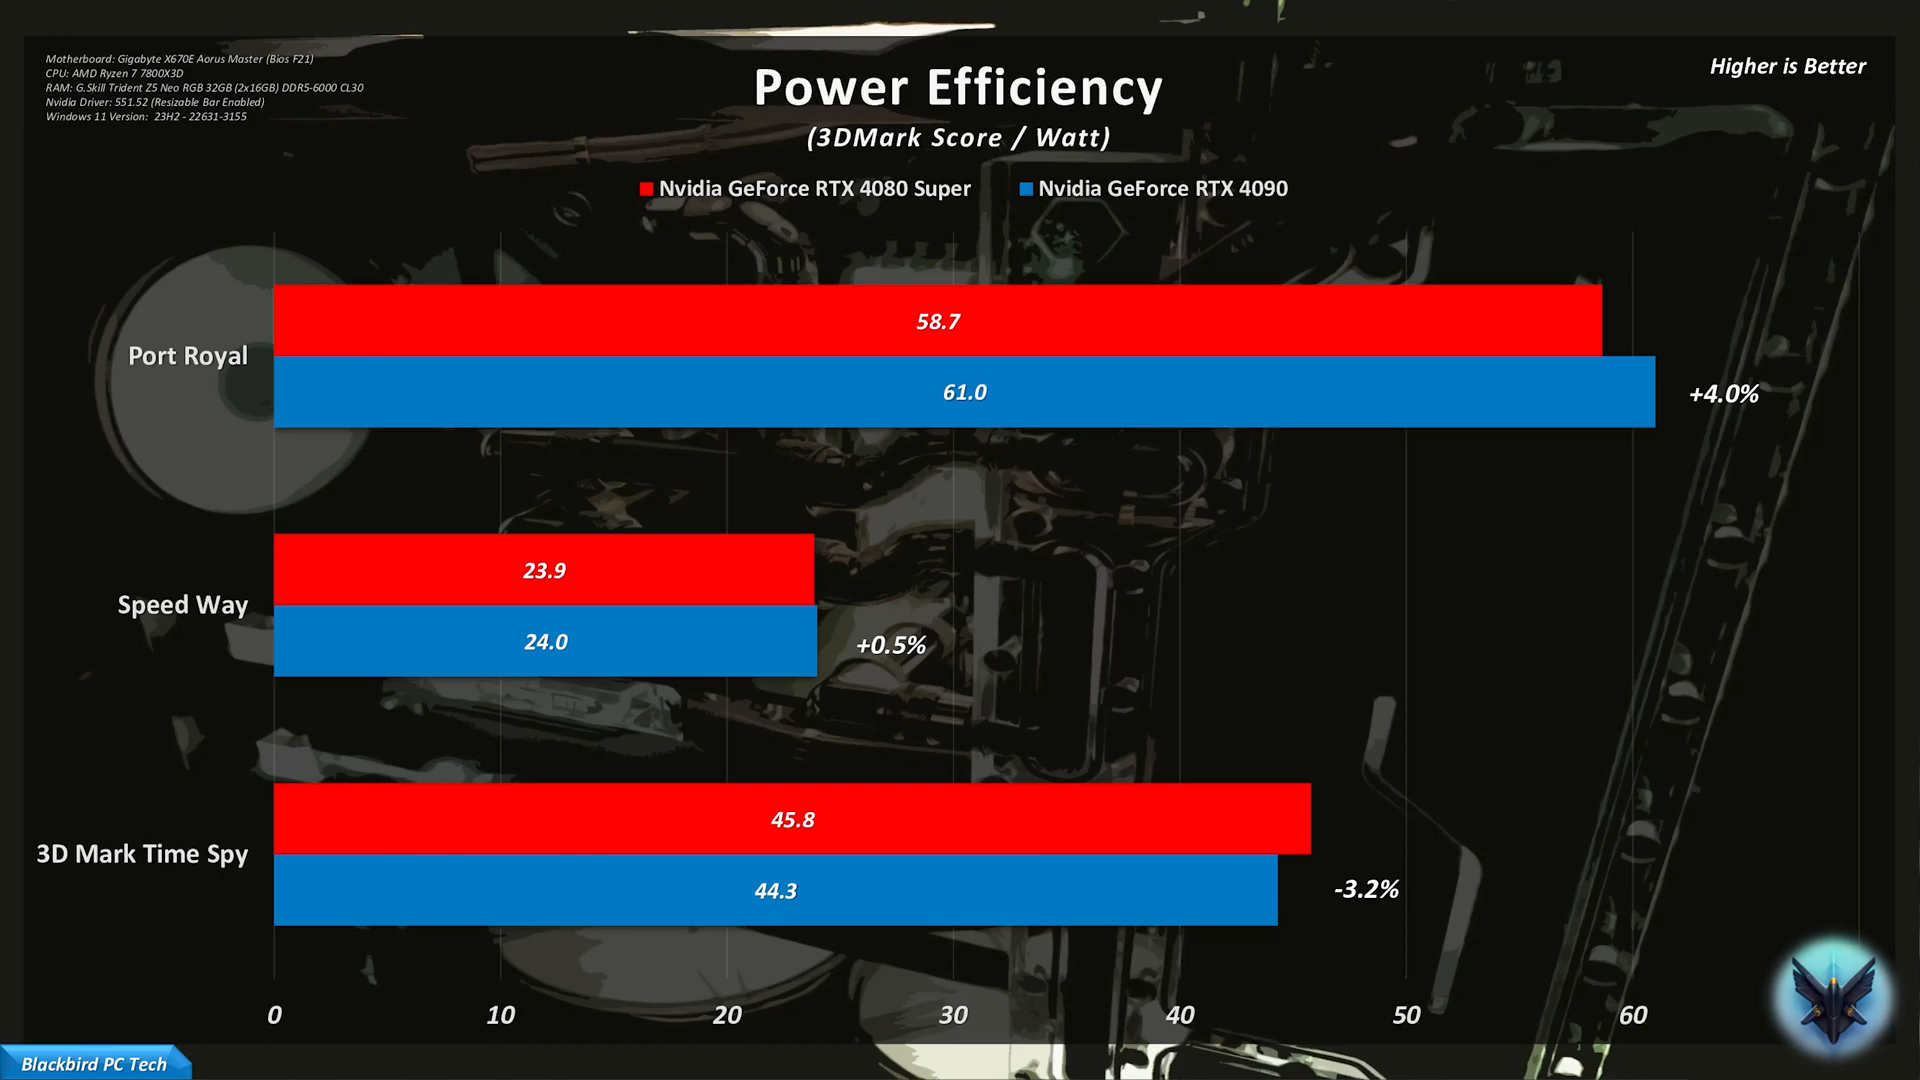 Motherboard: Gigabyte X670E Aorus Master (Bios F21)
CPU: AMD Ryzen 7 7800X3D
RAM: G.Skill Trident Z5 Neo RGB 32GB (2x16GB) DDR5-6000 CL30
Nvidia Driver: 551.52 (Resizable Bar Enabled)
Windows 11 Version: 23H2 - 22631-3155
Power Efficiency
(3DMark Score / Watt)
Higher is Better
Nvidia GeForce RTX 4080 Super
Nvidia GeForce RTX 4090
Port Royal
58.7
61.0
+4.0%
Speed Way
23.9
24.0
+0.5%
3D Mark Time Spy
45.8
44.3
-3.2%
0 10 20 30 40 50 60
Blackbird PC Tech